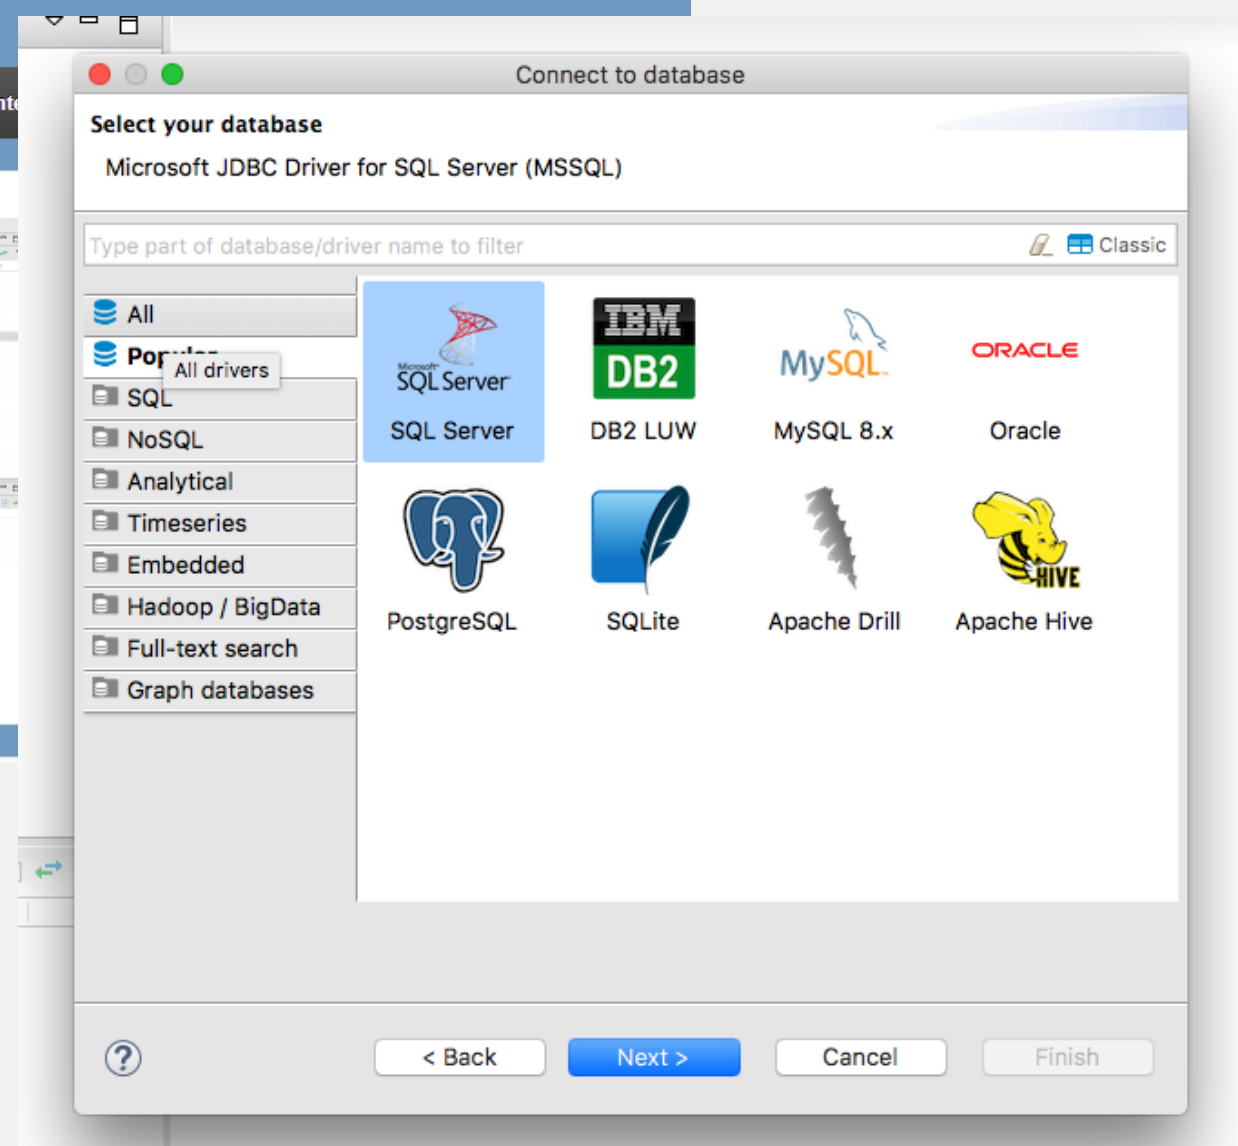 Connect to database
Select your database
Microsoft JDBC Driver for SQL Server (MSSQL)
Type part of database/driver name to filter
Classic
All
All drivers
SQL
NoSQL
Analytical
Timeseries
Embedded
Hadoop / BigData
Full-text search
Graph databases
Microsoft
SQL Server
SQL Server
IBM
DB2
DB2 LUW
MySQL
MySQL 8.x
ORACLE
Oracle
PostgreSQL
SQLite
Apache Drill
HIVE
Apache Hive
?
< Back
Next >
Cancel
Finish